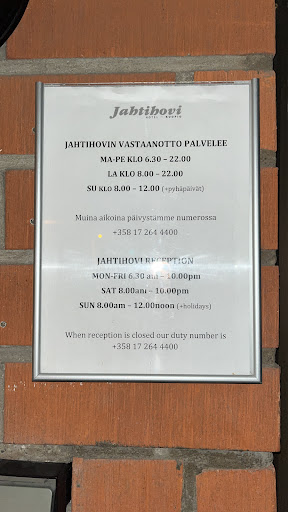 Jahtihovi
HOTEL • KUOPIO
JAHTIHOVIN VASTAANOTTO PALVELEE
MA-PE KLO 6.30 – 22.00
LA KLO 8.00 – 22.00
SU KLO 8.00 – 12.00 (+pyhäpäivät)
Muina aikoina päivystämme numerossa
+358 17 264 4400
JAHTIHOVI RECEPTION
MON-FRI 6.30 am – 10.00pm
SAT 8.00am – 10.00pm
SUN 8.00am – 12.00noon (+holidays)
When reception is closed our duty number is
+358 17 264 4400